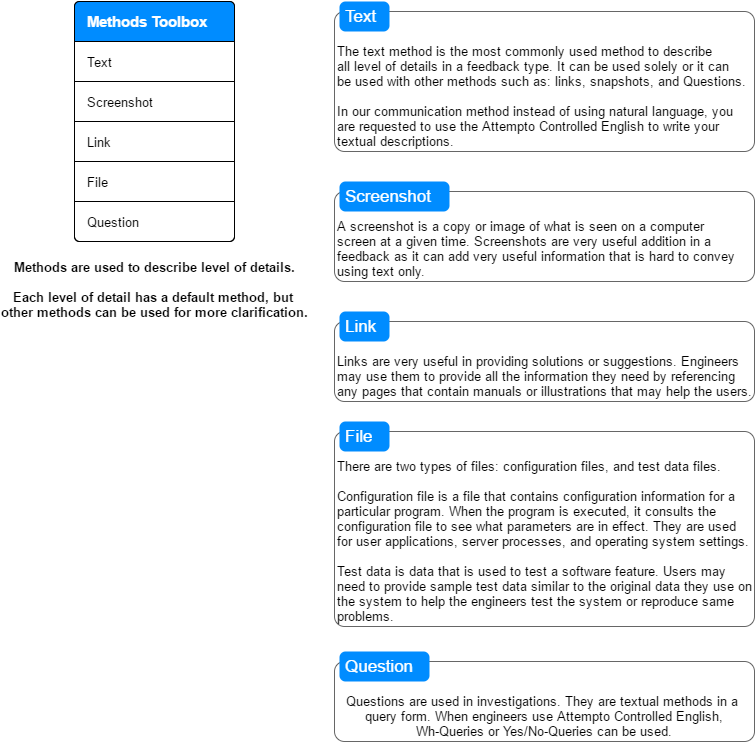 Methods Toolbox
Text
Screenshot
Link
File
Question
Methods are used to describe level of details.
Each level of detail has a default method, but
other methods can be used for more clarification.
Text
The text method is the most commonly used method to describe
all level of details in a feedback type. It can be used solely or it can
be used with other methods such as: links, snapshots, and Questions.
In our communication method instead of using natural language, you
are requested to use the Attempto Controlled English to write your
textual descriptions.
Screenshot
A screenshot is a copy or image of what is seen on a computer
screen at a given time. Screenshots are very useful addition in a
feedback as it can add very useful information that is hard to convey
using text only.
Link
Links are very useful in providing solutions or suggestions. Engineers
may use them to provide all the information they need by referencing
any pages that contain manuals or illustrations that may help the users.
File
There are two types of files: configuration files, and test data files.
Configuration file is a file that contains configuration information for a
particular program. When the program is executed, it consults the
configuration file to see what parameters are in effect. They are used
for user applications, server processes, and operating system settings.
Test data is data that is used to test a software feature. Users may
need to provide sample test data similar to the original data they use on
the system to help the engineers test the system or reproduce same
problems.
Question
Questions are used in investigations. They are textual methods in a
query form. When engineers use Attempto Controlled English,
Wh-Queries or Yes/No-Queries can be used.